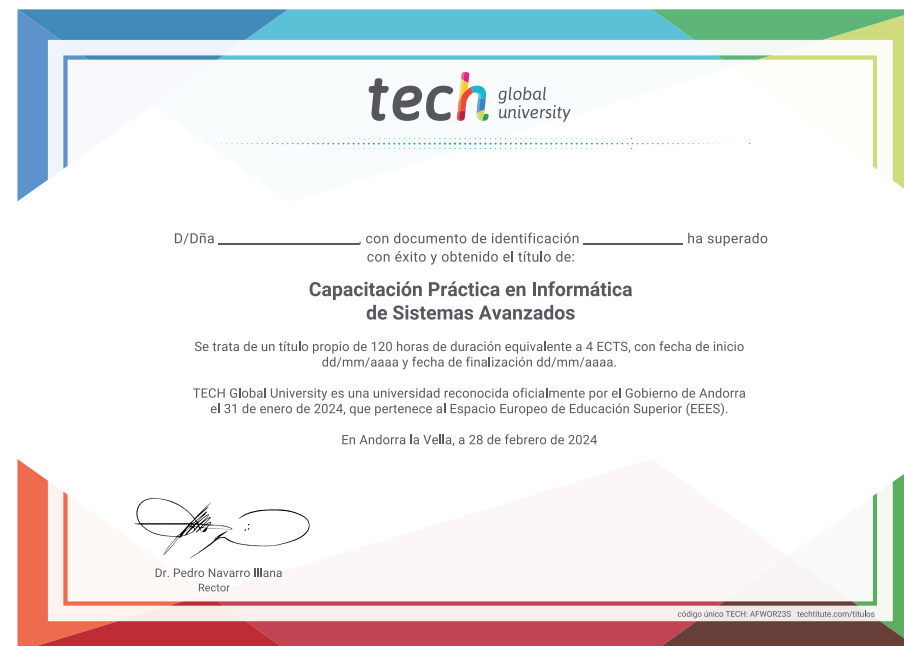 tech global university
D/Dña ____________________, con documento de identificación ______________ ha superado
con éxito y obtenido el título de:
Capacitación Práctica en Informática
de Sistemas Avanzados
Se trata de un título propio de 120 horas de duración equivalente a 4 ECTS, con fecha de inicio
dd/mm/aaaa y fecha de finalización dd/mm/aaaa.
TECH Global University es una universidad reconocida oficialmente por el Gobierno de Andorra
el 31 de enero de 2024, que pertenece al Espacio Europeo de Educación Superior (EEES).
En Andorra la Vella, a 28 de febrero de 2024
Dr. Pedro Navarro Illana
Rector
código único TECH: AFWOR23S techtitute.com/titulos